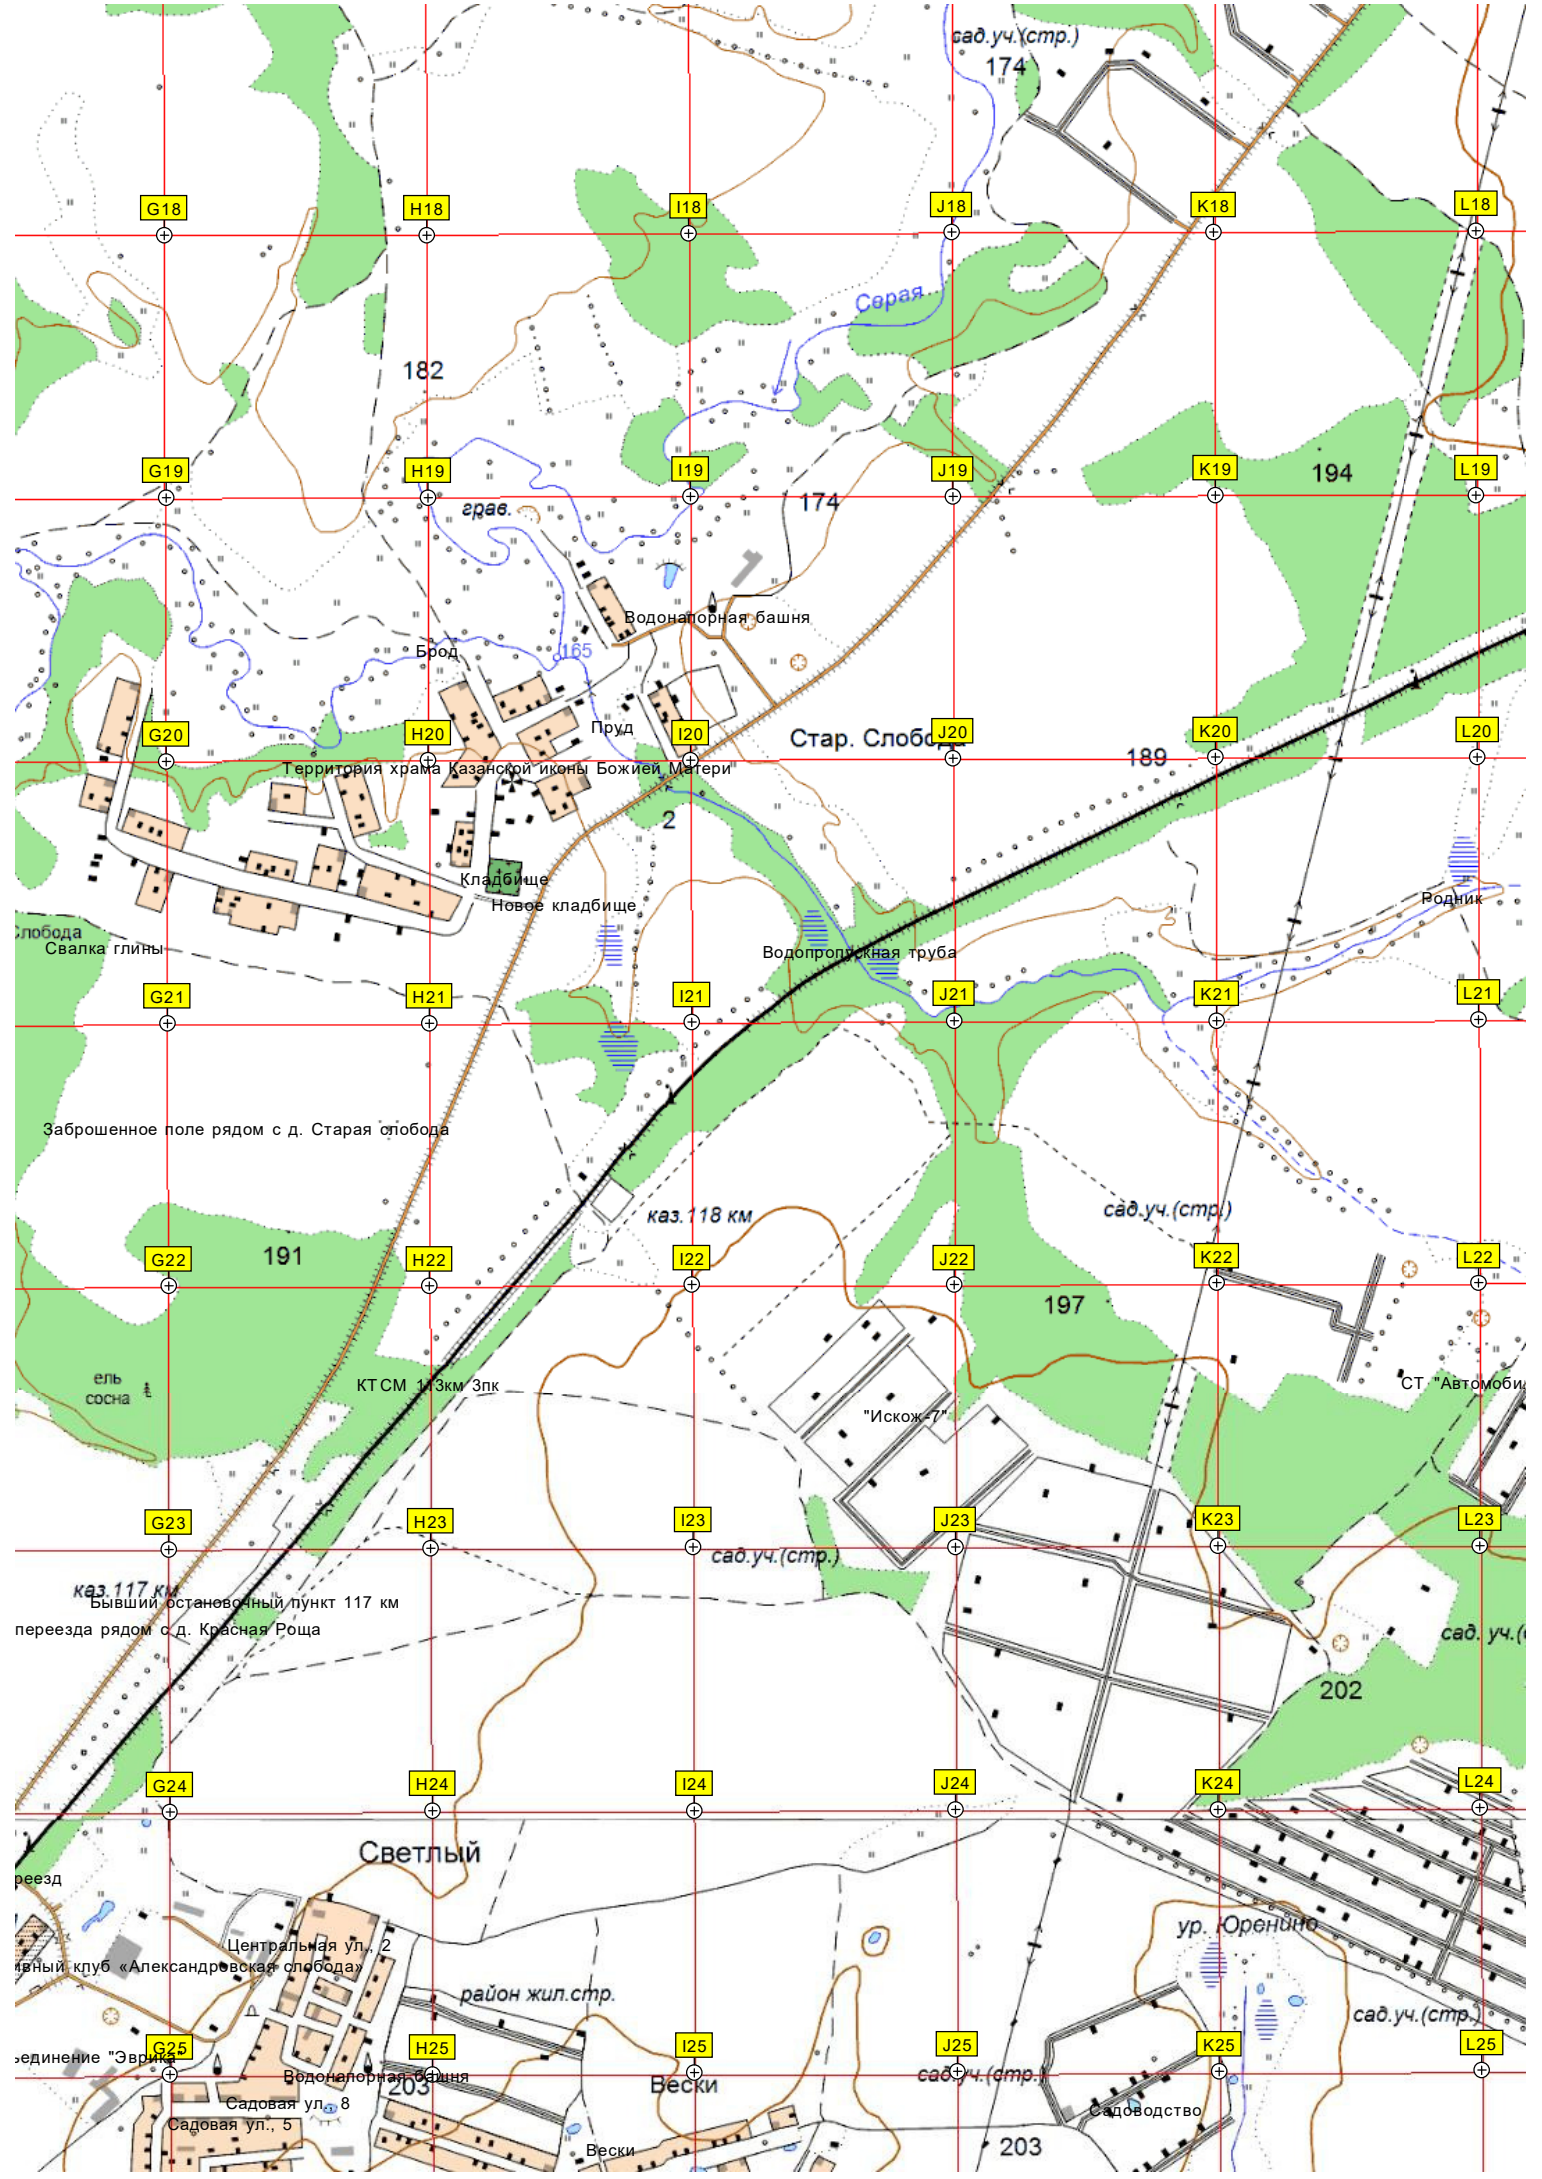 сад.уч.(стр.)
174
G18
H18
I18
J18
K18
L18
Серая
182
G19
H19
I19
J19
K19
L19
194
грав.
174
Водонапорная башня
Брод
165
Пруд
G20
H20
I20
Стар. Слобода
J20
K20
L20
189
Территория храма Казанской иконы Божией Матери"
2
Кладбище
Новое кладбище
Родник
Слобода
Свалка глины
Водопропускная труба
G21
H21
I21
J21
K21
L21
Заброшенное поле рядом с д. Старая слобода
каз.118 км
сад.уч.(стр.)
191
G22
H22
I22
J22
K22
L22
197
ель
сосна
КТСМ 113км 3пк
СТ "Автомоби
"Искож-7"
G23
H23
I23
J23
K23
L23
сад.уч.(стр.)
каз.117 км
Бывший остановочный пункт 117 км
переезда рядом с д. Красная Роща
сад. уч.(
202
G24
H24
I24
J24
K24
L24
Светлый
реезд
ур. Юренино
Центральная ул., 2
ивный клуб «Александровская слобода»
район жил.стр.
сад.уч.(стр.)
G25
H25
I25
J25
K25
L25
ъединение "Эврика"
Водонапорная башня
203
Вески
сад.уч.(стр.)
Садовая ул., 8
Садоводство
Садовая ул., 5
Вески
203